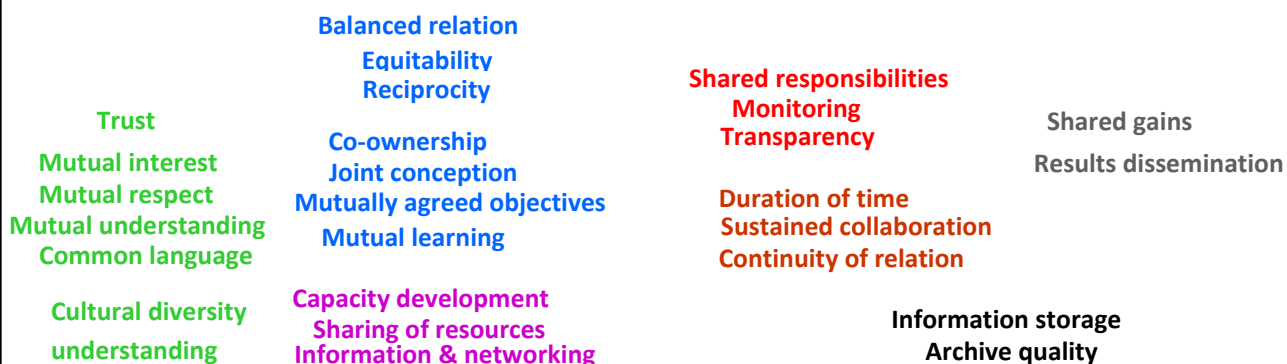 Balanced relation
Equitability
Reciprocity
Trust
Mutual interest
Mutual respect
Mutual understanding
Common language
Cultural diversity
understanding
Co-ownership
Joint conception
Mutually agreed objectives
Mutual learning
Capacity development
Sharing of resources
Information & networking
Shared responsibilities
Monitoring
Transparency
Duration of time
Sustained collaboration
Continuity of relation
Shared gains
Results dissemination
Information storage
Archive quality